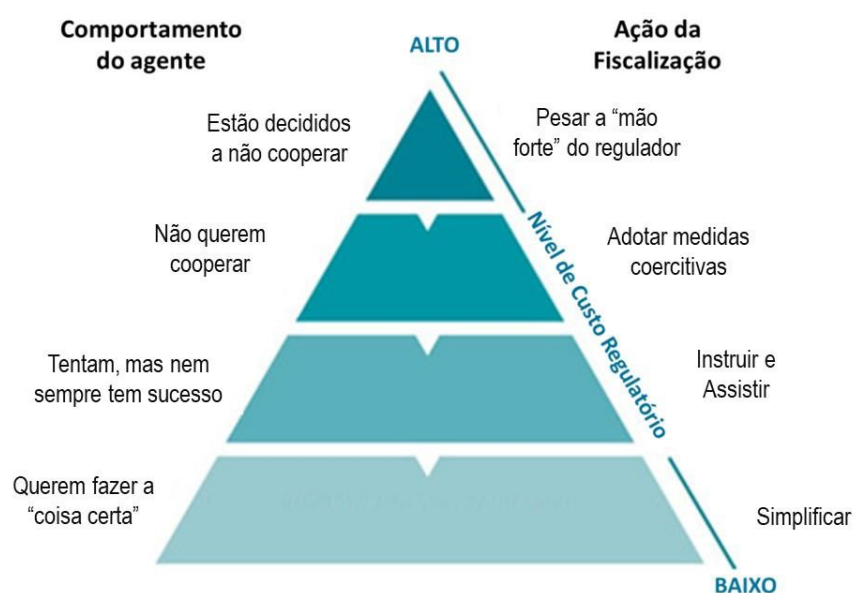 Comportamento
do agente
ALTO
Ação da
Fiscalização
Estão decididos
a não cooperar
Pesar a “mão
forte” do regulador
Não querem
cooperar
Nível de Custo Regulatório
Adotar medidas
coercitivas
Tentam, mas nem
sempre tem sucesso
Instruir e
Assistir
Querem fazer a
“coisa certa”
Simplificar
BAIXO